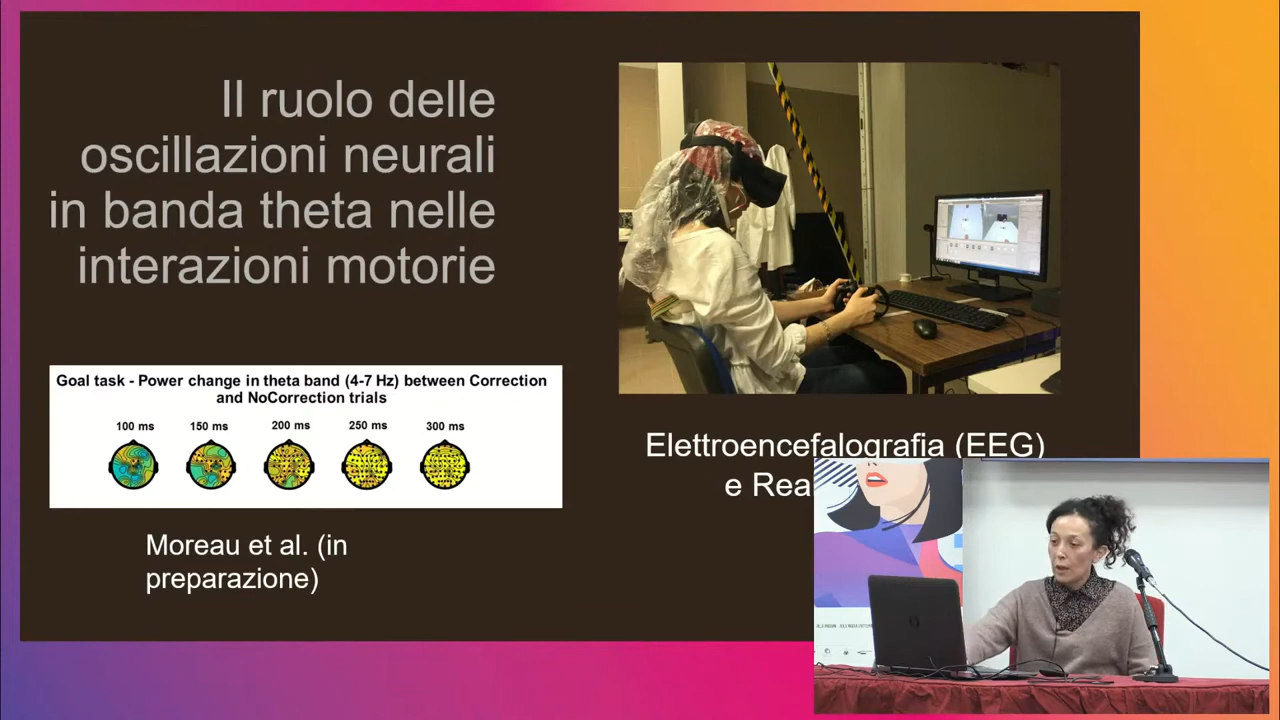 Il ruolo delle
oscillazioni neurali
in banda theta nelle
interazioni motorie
Goal task - Power change in theta band (4-7 Hz) between Correction
and NoCorrection trials
100 ms
150 ms
200 ms
250 ms
300 ms
Moreau et al. (in
preparazione)
Elettroencefalografia (EEG)
e Rea